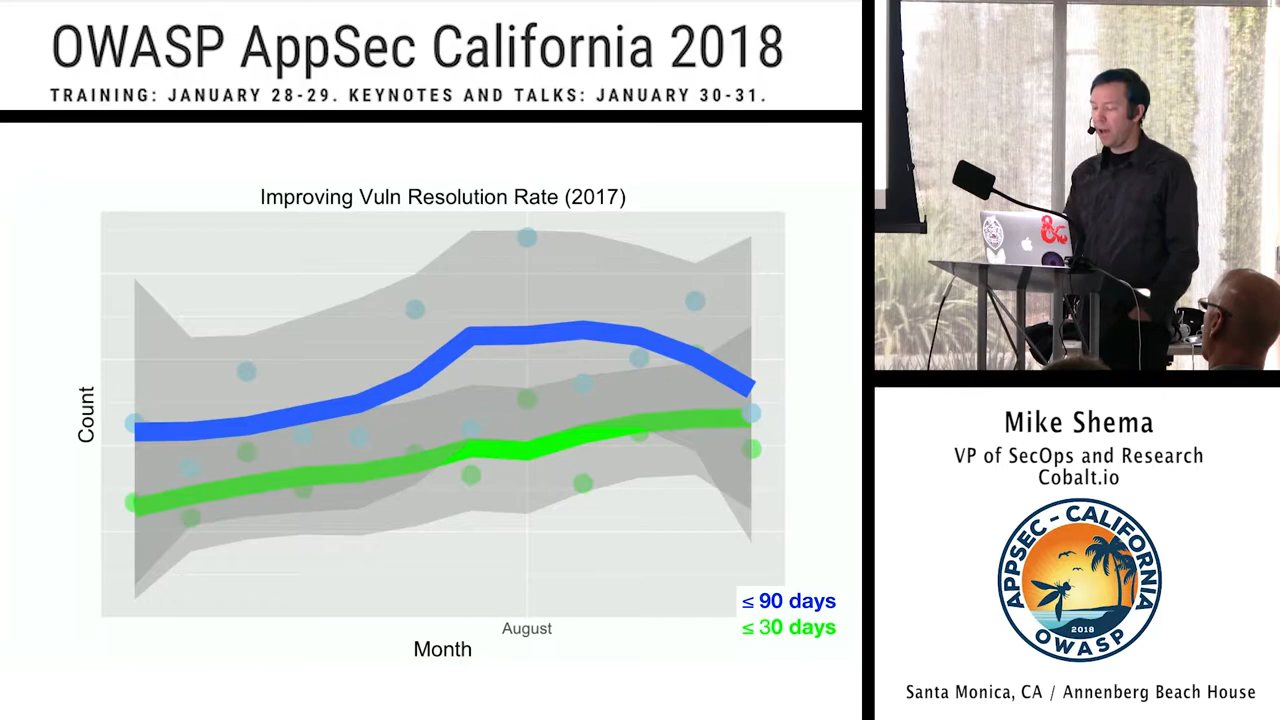 OWASP AppSec California 2018
TRAINING: JANUARY 28-29. KEYNOTES AND TALKS: JANUARY 30-31.
Improving Vuln Resolution Rate (2017)
Count
August
Month
≤ 90 days
≤ 30 days
Mike Shema
VP of SecOps and Research
Cobalt.io
APPSEC - CALIFORNIA
2018
OWASP
Santa Monica, CA / Annenberg Beach House